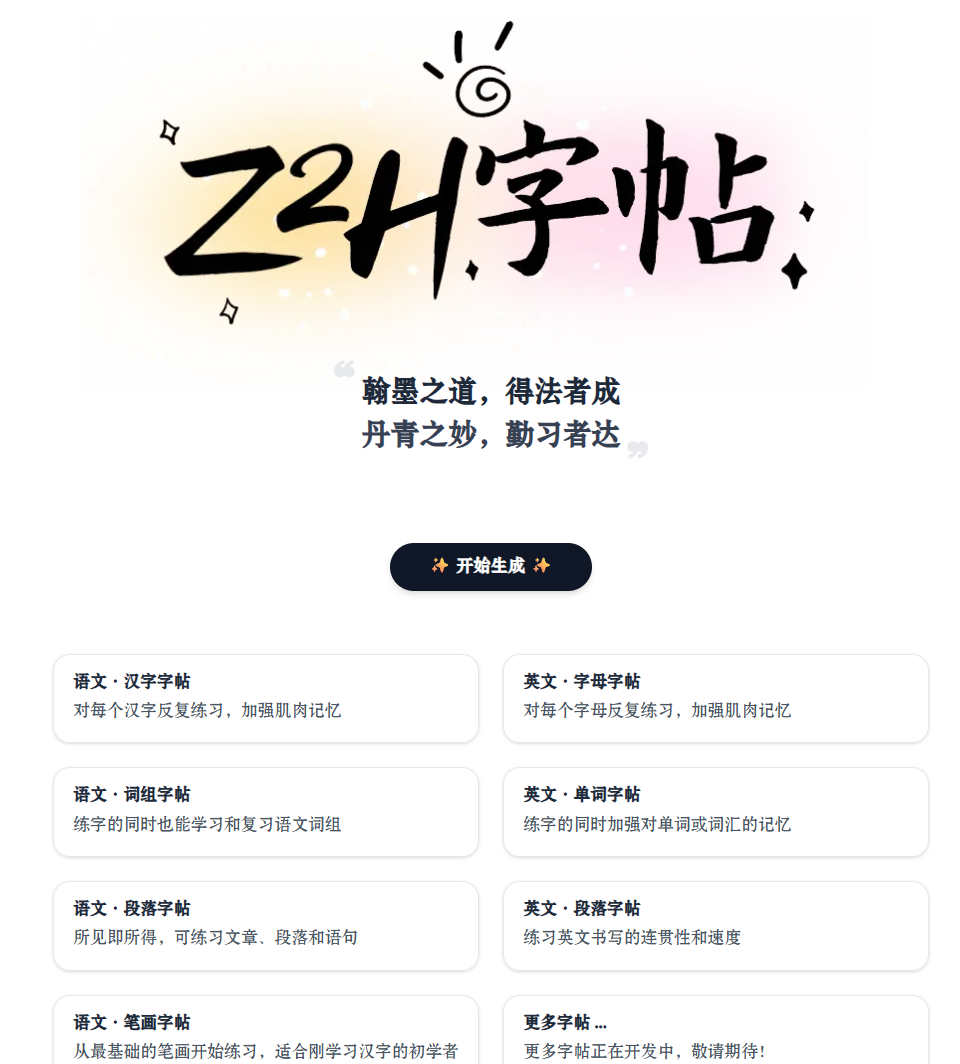 Z²H字帖
❝
翰墨之道，得法者成
丹青之妙，勤习者达
❞
✨ 开始生成 ✨
语文 · 汉字字帖
对每个汉字反复练习，加强肌肉记忆
英文 · 字母字帖
对每个字母反复练习，加强肌肉记忆
语文 · 词组字帖
练字的同时也能学习和复习语文词组
英文 · 单词字帖
练字的同时加强对单词或词汇的记忆
语文 · 段落字帖
所见即所得，可练习文章、段落和语句
英文 · 段落字帖
练习英文书写的连贯性和速度
语文 · 笔画字帖
从最基础的笔画开始练习，适合刚学习汉字的初学者
更多字帖 ...
更多字帖正在开发中，敬请期待!